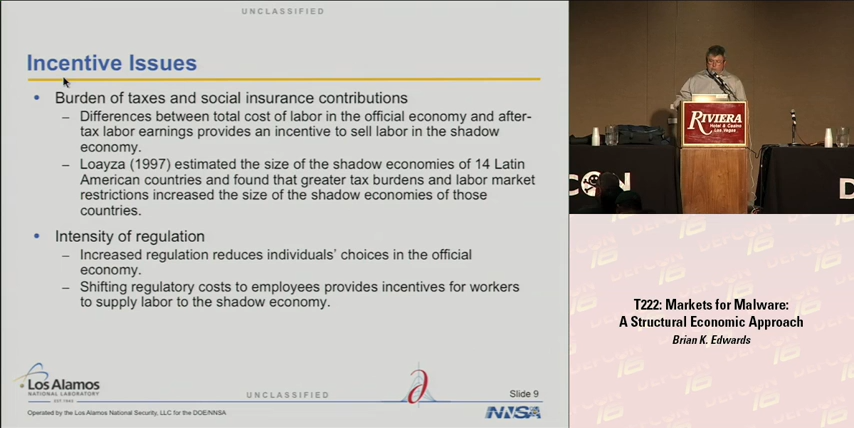 UNCLASSIFIED
Incentive Issues
• Burden of taxes and social insurance contributions
– Differences between total cost of labor in the official economy and after-
tax labor earnings provides an incentive to sell labor in the shadow
economy.
– Loayza (1997) estimated the size of the shadow economies of 14 Latin
American countries and found that greater tax burdens and labor market
restrictions increased the size of the shadow economies of those
countries.
• Intensity of regulation
– Increased regulation reduces individuals' choices in the official
economy.
– Shifting regulatory costs to employees provides incentives for workers
to supply labor to the shadow economy.
Los Alamos
NATIONAL LABORATORY
EST. 1943
Operated by the Los Alamos National Security, LLC for the DOE/NNSA
UNCLASSIFIED
Slide 9
NNSA
RIVIERA
Hotel & Casino
Las Vegas
CON
D
T222: Markets for Malware:
A Structural Economic Approach
Brian K. Edwards
DEFCON 16